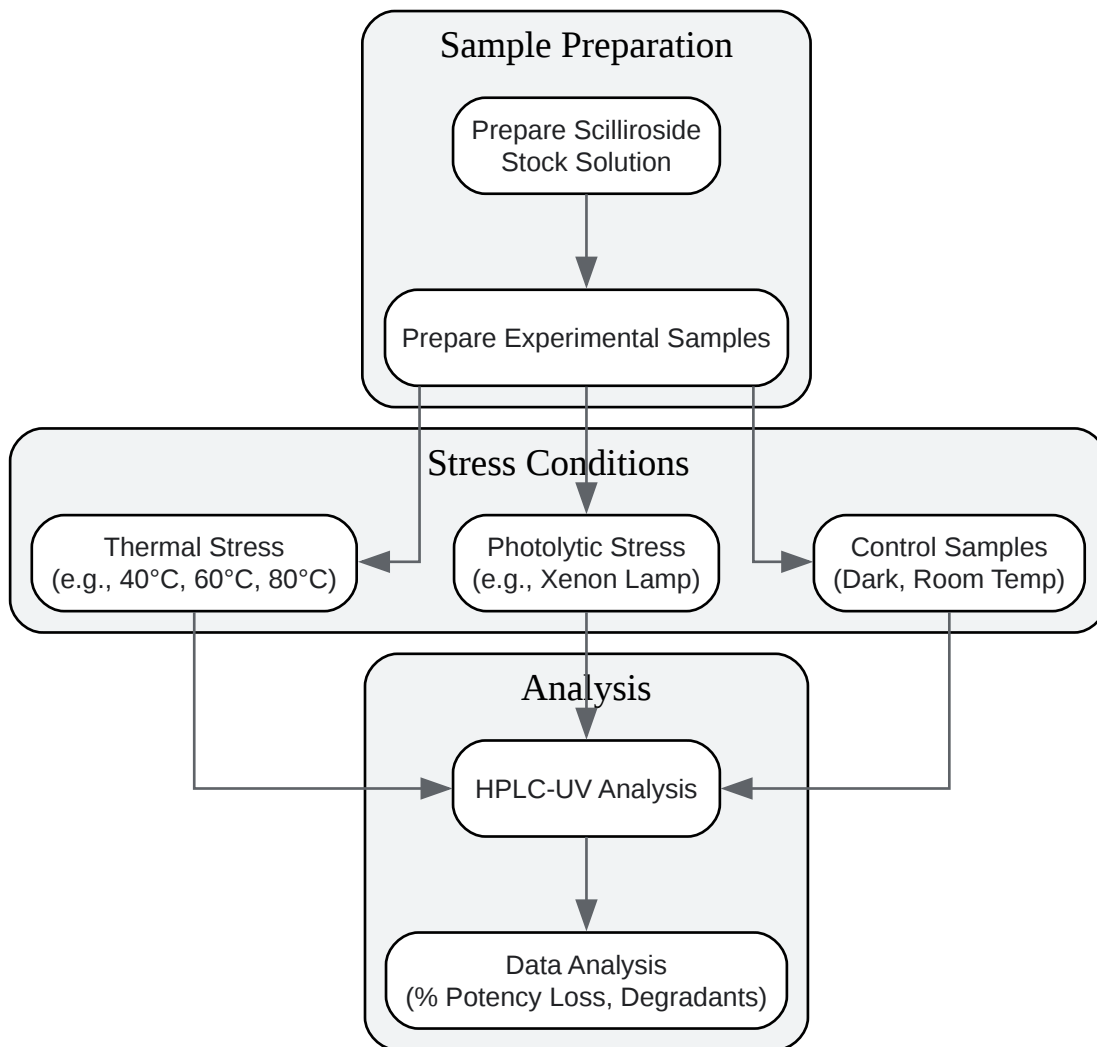 Sample Preparation
Prepare Scilliroside
Stock Solution
Prepare Experimental Samples
Stress Conditions
Thermal Stress
(e.g., 40°C, 60°C, 80°C)
Photolytic Stress
(e.g., Xenon Lamp)
Control Samples
(Dark, Room Temp)
Analysis
HPLC-UV Analysis
Data Analysis
(% Potency Loss, Degradants)